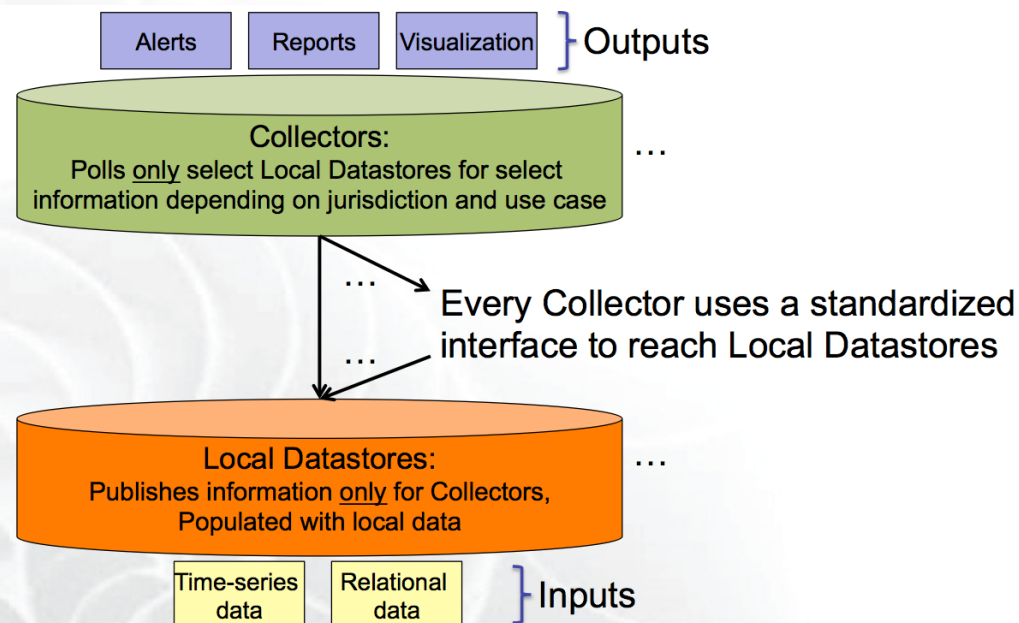 Alerts
Reports
Visualization
Outputs
Collectors:
Polls only select Local Datastores for select
information depending on jurisdiction and use case
...
...
Every Collector uses a standardized
interface to reach Local Datastores
...
Local Datastores:
Publishes information only for Collectors,
Populated with local data
...
Time-series
data
Relational
data
Inputs